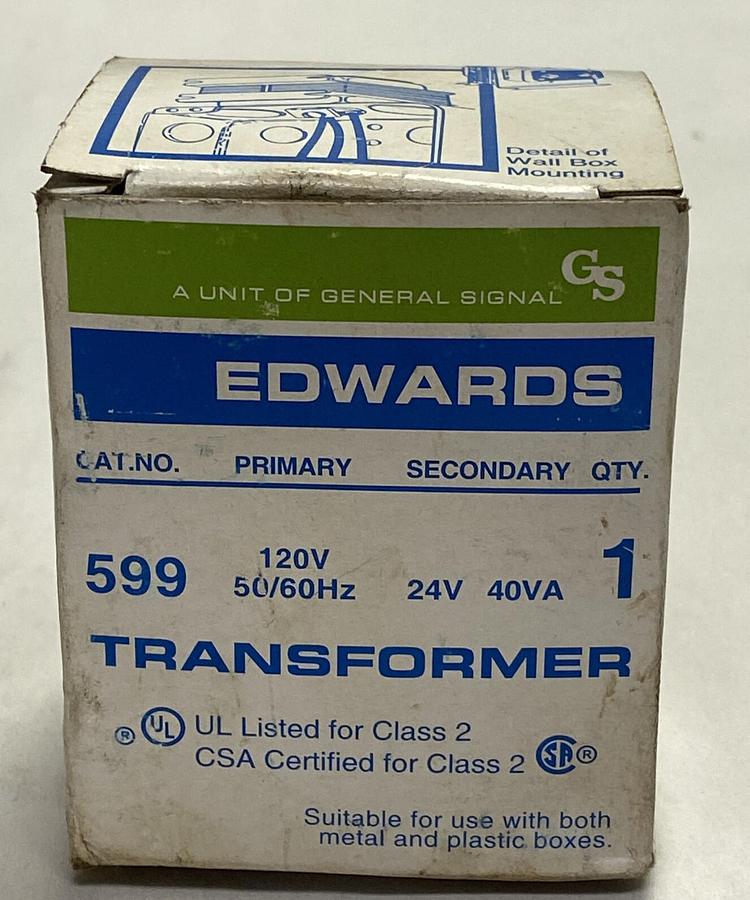 Detail of
Wall Box
Mounting
GS
A UNIT OF GENERAL SIGNAL
EDWARDS
CAT.NO. PRIMARY SECONDARY QTY.
599 120V 50/60Hz 24V 40VA 1
TRANSFORMER
® UL UL Listed for Class 2
CSA Certified for Class 2 SA ®
Suitable for use with both
metal and plastic boxes.